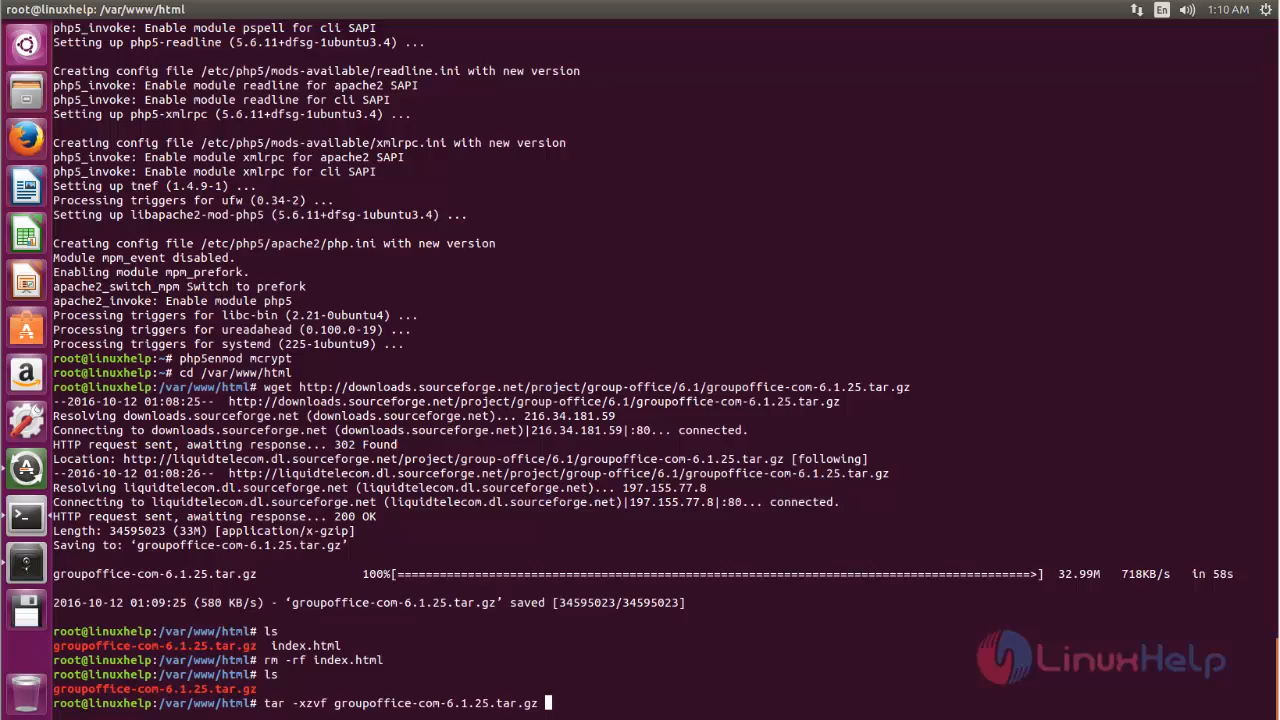 root@linuxhelp: /var/www/html
En
1:10 AM
php5_invoke: Enable module pspell for cli SAPI
Setting up php5-readline (5.6.11+dfsg-1ubuntu3.4) ...
Creating config file /etc/php5/mods-available/readline.ini with new version
php5_invoke: Enable module readline for apache2 SAPI
php5_invoke: Enable module readline for cli SAPI
Setting up php5-xmlrpc (5.6.11+dfsg-1ubuntu3.4) ...
Creating config file /etc/php5/mods-available/xmlrpc.ini with new version
php5_invoke: Enable module xmlrpc for apache2 SAPI
php5_invoke: Enable module xmlrpc for cli SAPI
Setting up tnef (1.4.9-1) ...
Processing triggers for ufw (0.34-2) ...
Setting up libapache2-mod-php5 (5.6.11+dfsg-1ubuntu3.4) ...
Creating config file /etc/php5/apache2/php.ini with new version
Module mpm_event disabled.
Enabling module mpm_prefork.
apache2_switch_mpm Switch to prefork
apache2_invoke: Enable module php5
Processing triggers for libc-bin (2.21-0ubuntu4) ...
Processing triggers for ureadahead (0.100.0-19) ...
Processing triggers for systemd (225-1ubuntu9) ...
root@linuxhelp:~# php5enmod mcrypt
root@linuxhelp:~# cd /var/www/html
root@linuxhelp:/var/www/html# wget http://downloads.sourceforge.net/project/group-office/6.1/groupoffice-com-6.1.25.tar.gz
--2016-10-12 01:08:25--  http://downloads.sourceforge.net/project/group-office/6.1/groupoffice-com-6.1.25.tar.gz
Resolving downloads.sourceforge.net (downloads.sourceforge.net)... 216.34.181.59
Connecting to downloads.sourceforge.net (downloads.sourceforge.net)|216.34.181.59|:80... connected.
HTTP request sent, awaiting response... 302 Found
Location: http://liquidtelecom.dl.sourceforge.net/project/group-office/6.1/groupoffice-com-6.1.25.tar.gz [following]
--2016-10-12 01:08:26--  http://liquidtelecom.dl.sourceforge.net/project/group-office/6.1/groupoffice-com-6.1.25.tar.gz
Resolving liquidtelecom.dl.sourceforge.net (liquidtelecom.dl.sourceforge.net)... 197.155.77.8
Connecting to liquidtelecom.dl.sourceforge.net (liquidtelecom.dl.sourceforge.net)|197.155.77.8|:80... connected.
HTTP request sent, awaiting response... 200 OK
Length: 34595023 (33M) [application/x-gzip]
Saving to: ‘groupoffice-com-6.1.25.tar.gz’
groupoffice-com-6.1.25.tar.gz 100%[==========================================================================================>] 32.99M 718KB/s in 58s
2016-10-12 01:09:25 (580 KB/s) - ‘groupoffice-com-6.1.25.tar.gz’ saved [34595023/34595023]
root@linuxhelp:/var/www/html# ls
groupoffice-com-6.1.25.tar.gz  index.html
root@linuxhelp:/var/www/html# rm -rf index.html
root@linuxhelp:/var/www/html# ls
groupoffice-com-6.1.25.tar.gz
root@linuxhelp:/var/www/html# tar -xzvf groupoffice-com-6.1.25.tar.gz
LinuxHelp